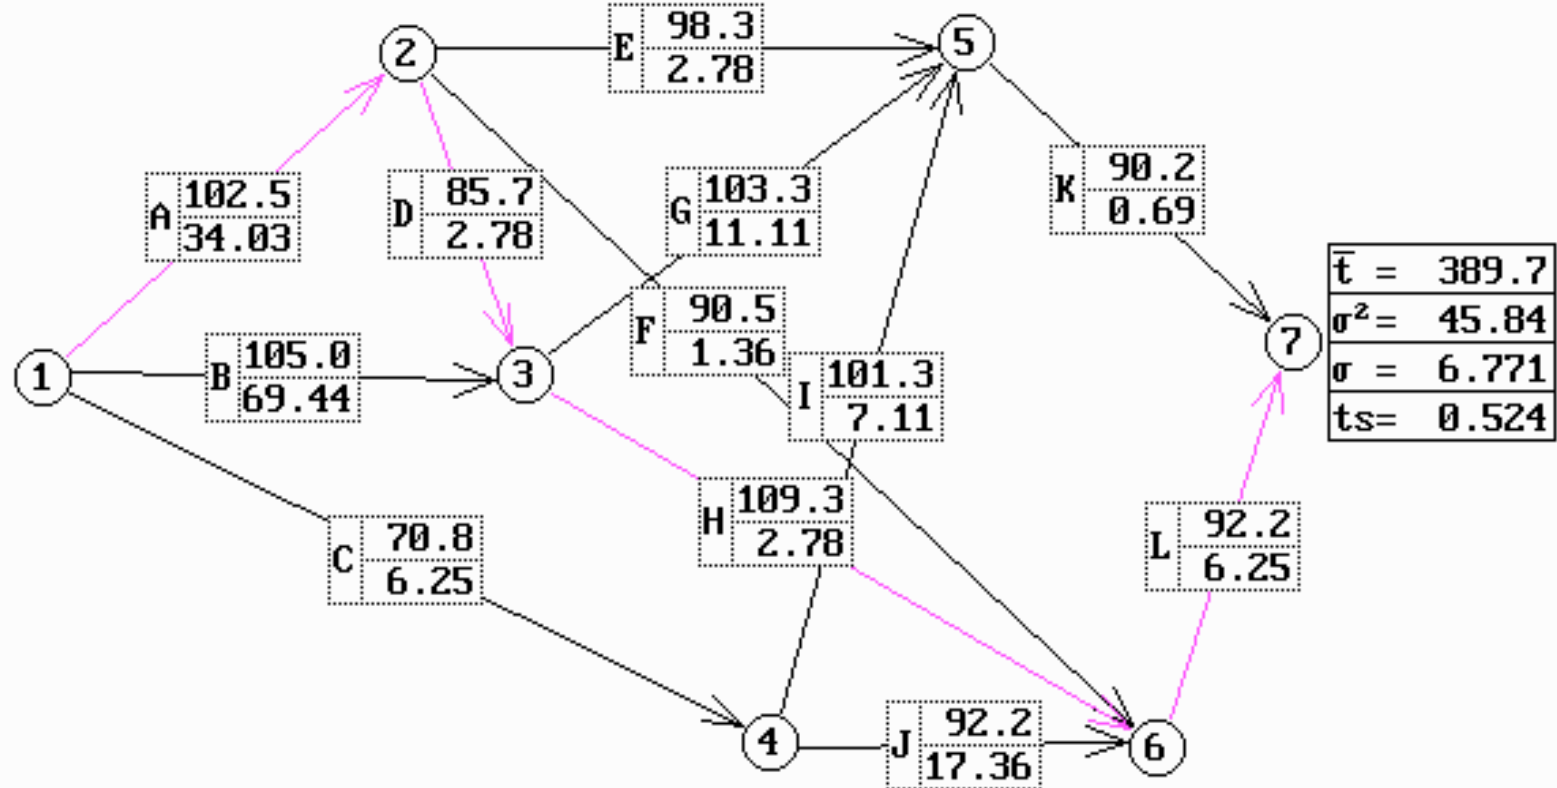 2
E 98.3
2.78
5
A 102.5
34.03
D 85.7
2.78
G 103.3
11.11
K 90.2
0.69
t̅ = 389.7
σ²= 45.84
σ = 6.771
ts= 0.524
1
B 105.0
69.44
3
F 90.5
1.36
I 101.3
7.11
7
C 70.8
6.25
H 109.3
2.78
L 92.2
6.25
4
J 92.2
17.36
6